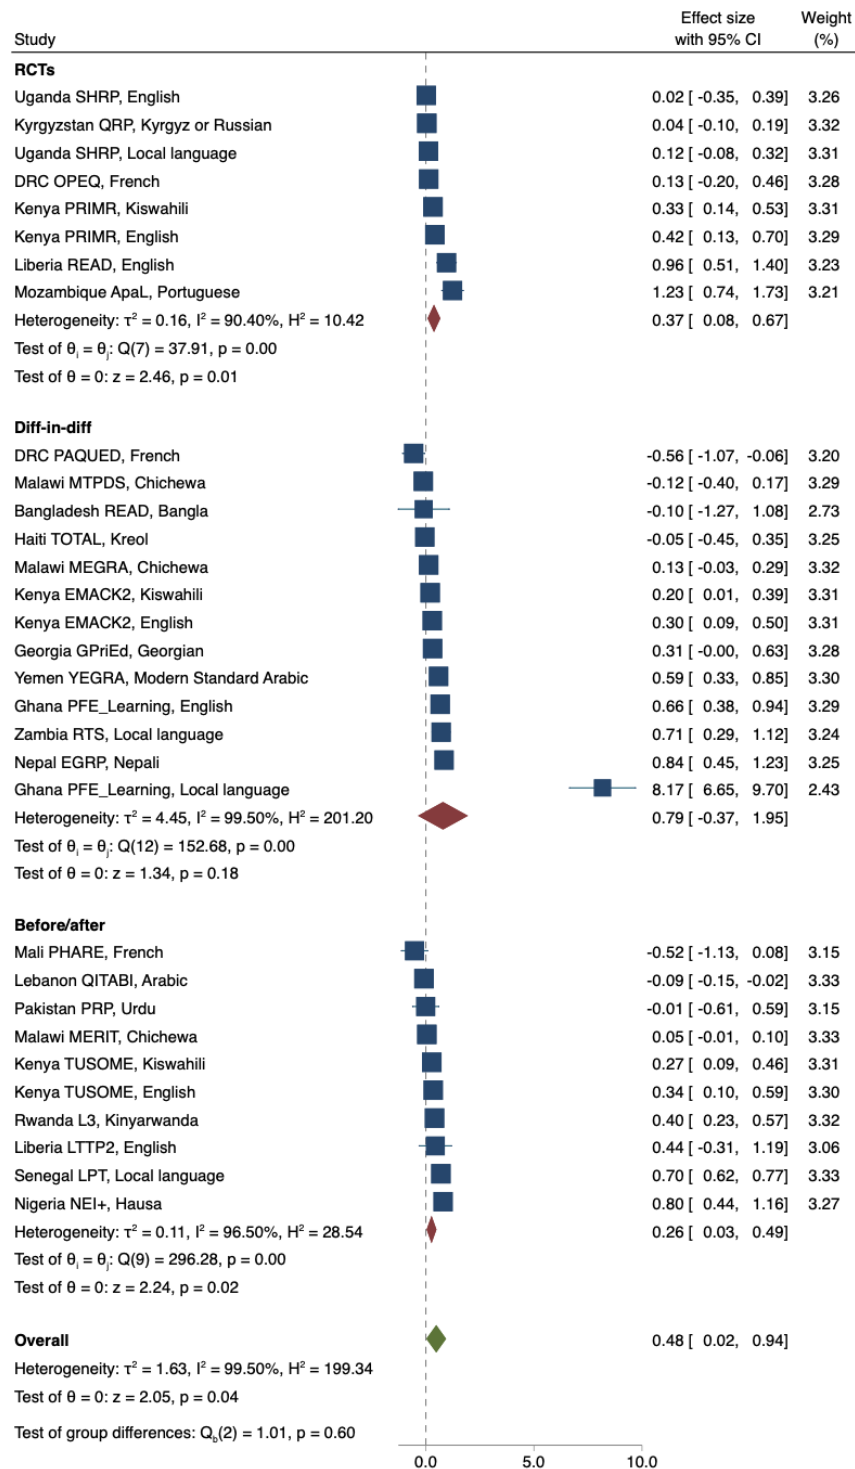 Effect size Weight
Study with 95% CI (%)
RCTs
Uganda SHRP, English 0.02 [ -0.35, 0.39] 3.26
Kyrgyzstan QRP, Kyrgyz or Russian 0.04 [ -0.10, 0.19] 3.32
Uganda SHRP, Local language 0.12 [ -0.08, 0.32] 3.31
DRC OPEQ, French 0.13 [ -0.20, 0.46] 3.28
Kenya PRIMR, Kiswahili 0.33 [ 0.14, 0.53] 3.31
Kenya PRIMR, English 0.42 [ 0.13, 0.70] 3.29
Liberia READ, English 0.96 [ 0.51, 1.40] 3.23
Mozambique ApaL, Portuguese 1.23 [ 0.74, 1.73] 3.21
Heterogeneity: τ² = 0.16, I² = 90.40%, H² = 10.42 0.37 [ 0.08, 0.67]
Test of θᵢ = θⱼ: Q(7) = 37.91, p = 0.00
Test of θ = 0: z = 2.46, p = 0.01
Diff-in-diff
DRC PAQUED, French -0.56 [ -1.07, -0.06] 3.20
Malawi MTPDS, Chichewa -0.12 [ -0.40, 0.17] 3.29
Bangladesh READ, Bangla -0.10 [ -1.27, 1.08] 2.73
Haiti TOTAL, Kreol -0.05 [ -0.45, 0.35] 3.25
Malawi MEGRA, Chichewa 0.13 [ -0.03, 0.29] 3.32
Kenya EMACK2, Kiswahili 0.20 [ 0.01, 0.39] 3.31
Kenya EMACK2, English 0.30 [ 0.09, 0.50] 3.31
Georgia GPriEd, Georgian 0.31 [ -0.00, 0.63] 3.28
Yemen YEGRA, Modern Standard Arabic 0.59 [ 0.33, 0.85] 3.30
Ghana PFE_Learning, English 0.66 [ 0.38, 0.94] 3.29
Zambia RTS, Local language 0.71 [ 0.29, 1.12] 3.24
Nepal EGRP, Nepali 0.84 [ 0.45, 1.23] 3.25
Ghana PFE_Learning, Local language 8.17 [ 6.65, 9.70] 2.43
Heterogeneity: τ² = 4.45, I² = 99.50%, H² = 201.20 0.79 [ -0.37, 1.95]
Test of θᵢ = θⱼ: Q(12) = 152.68, p = 0.00
Test of θ = 0: z = 1.34, p = 0.18
Before/after
Mali PHARE, French -0.52 [ -1.13, 0.08] 3.15
Lebanon QITABI, Arabic -0.09 [ -0.15, -0.02] 3.33
Pakistan PRP, Urdu -0.01 [ -0.61, 0.59] 3.15
Malawi MERIT, Chichewa 0.05 [ -0.01, 0.10] 3.33
Kenya TUSOME, Kiswahili 0.27 [ 0.09, 0.46] 3.31
Kenya TUSOME, English 0.34 [ 0.10, 0.59] 3.30
Rwanda L3, Kinyarwanda 0.40 [ 0.23, 0.57] 3.32
Liberia LTTP2, English 0.44 [ -0.31, 1.19] 3.06
Senegal LPT, Local language 0.70 [ 0.62, 0.77] 3.33
Nigeria NEI+, Hausa 0.80 [ 0.44, 1.16] 3.27
Heterogeneity: τ² = 0.11, I² = 96.50%, H² = 28.54 0.26 [ 0.03, 0.49]
Test of θᵢ = θⱼ: Q(9) = 296.28, p = 0.00
Test of θ = 0: z = 2.24, p = 0.02
Overall 0.48 [ 0.02, 0.94]
Heterogeneity: τ² = 1.63, I² = 99.50%, H² = 199.34
Test of θ = 0: z = 2.05, p = 0.04
Test of group differences: Q_b(2) = 1.01, p = 0.60
0.0 5.0 10.0